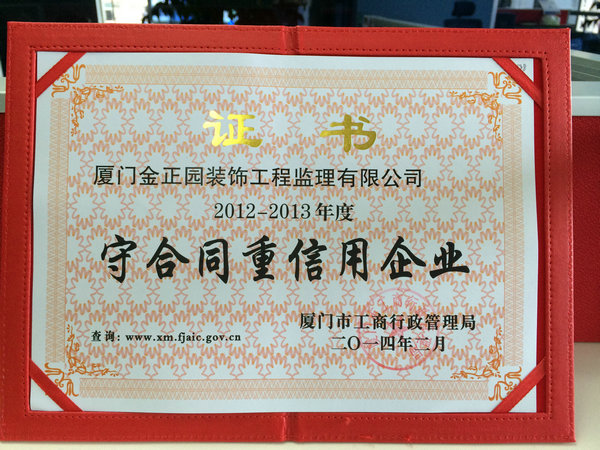 证 书
厦门金正园装饰工程监理有限公司
2012-2013年度
守合同重信用企业
厦门市工商行政管理局
查询：www.xm.fjaic.gov.cn
二〇一四年二月